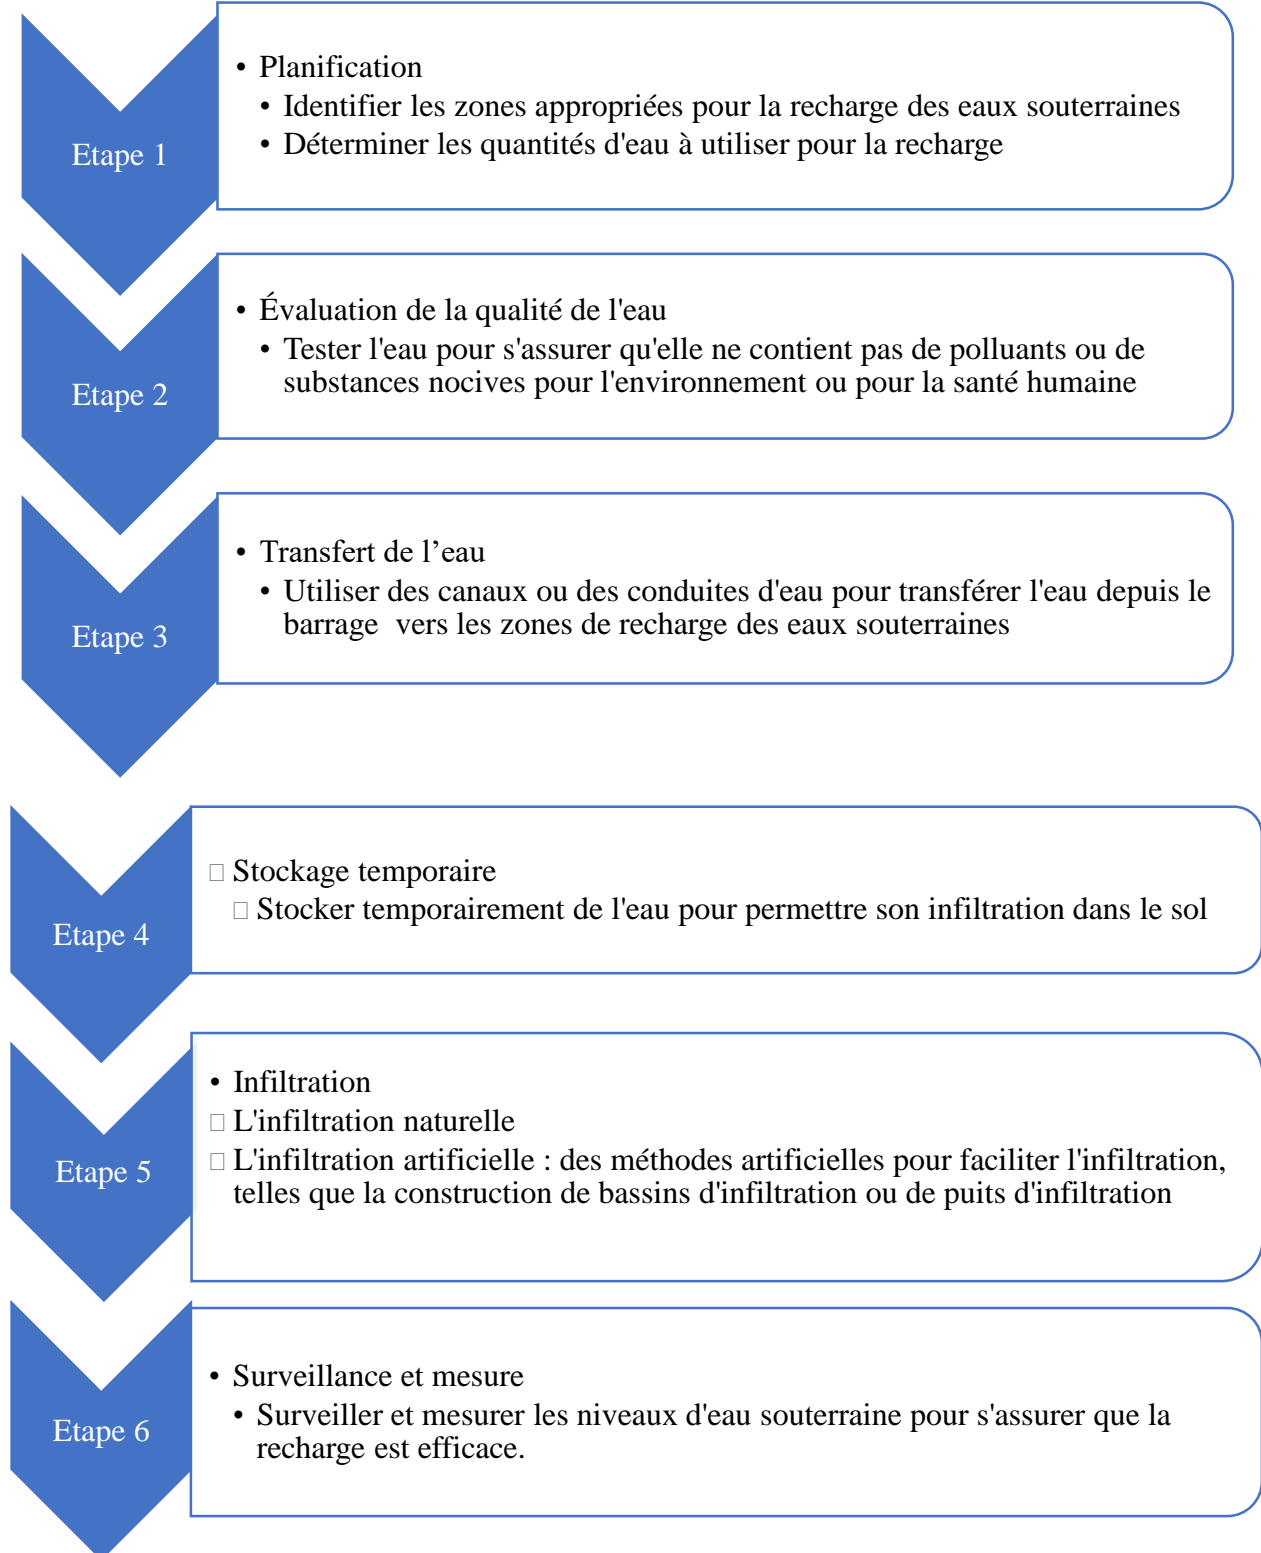 Etape 1
• Planification
• Identifier les zones appropriées pour la recharge des eaux souterraines
• Déterminer les quantités d'eau à utiliser pour la recharge
Etape 2
• Évaluation de la qualité de l'eau
• Tester l'eau pour s'assurer qu'elle ne contient pas de polluants ou de
substances nocives pour l'environnement ou pour la santé humaine
Etape 3
• Transfert de l’eau
• Utiliser des canaux ou des conduites d'eau pour transférer l'eau depuis le
barrage  vers les zones de recharge des eaux souterraines
Etape 4
□ Stockage temporaire
□ Stocker temporairement de l'eau pour permettre son infiltration dans le sol
Etape 5
• Infiltration
□ L'infiltration naturelle
□ L'infiltration artificielle : des méthodes artificielles pour faciliter l'infiltration,
telles que la construction de bassins d'infiltration ou de puits d'infiltration
Etape 6
• Surveillance et mesure
• Surveiller et mesurer les niveaux d'eau souterraine pour s'assurer que la
recharge est efficace.